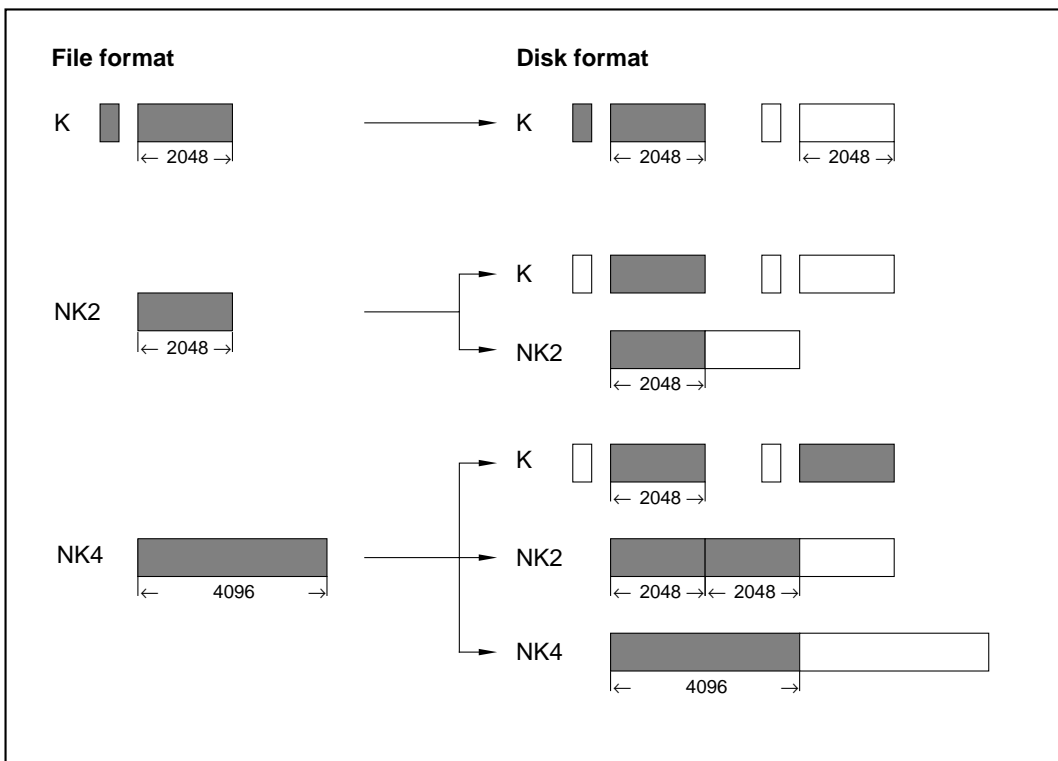 File format Disk format
K K
← 2048 → ← 2048 → ← 2048 →
K
NK2
← 2048 → NK2
← 2048 →
K
← 2048 →
NK4 NK2
← 4096 → ← 2048 → ← 2048 →
NK4
← 4096 →